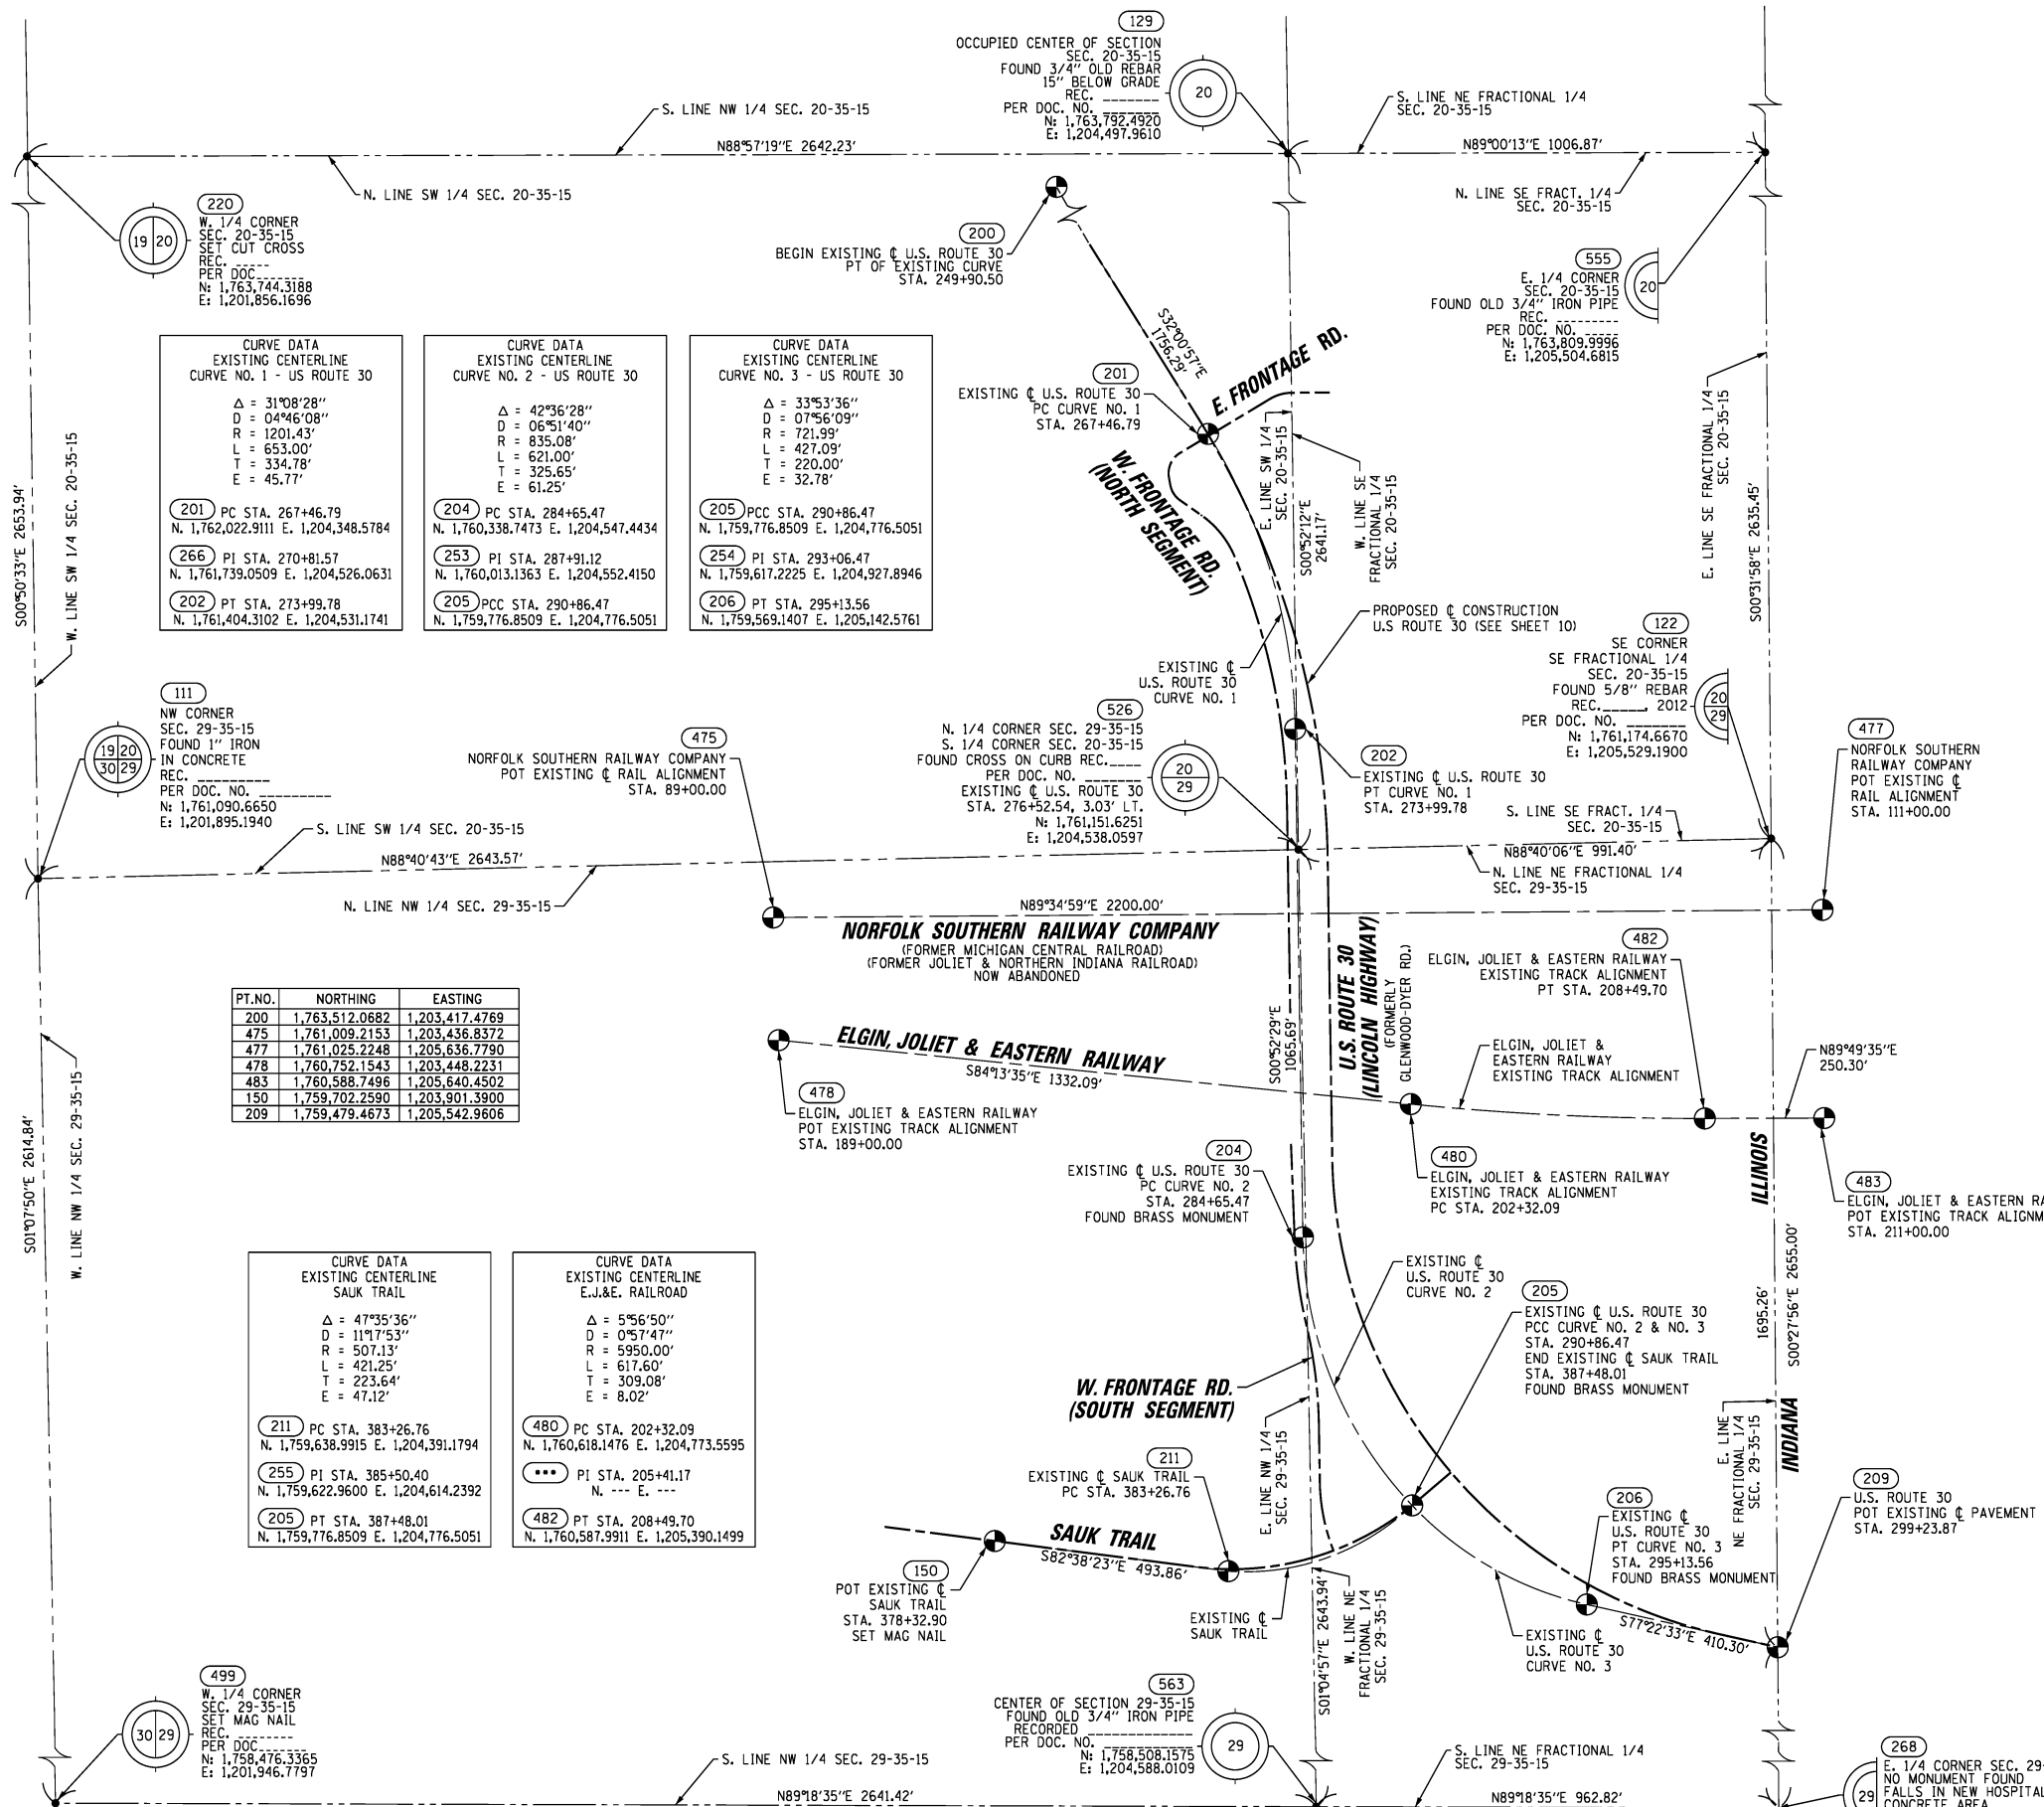 129
OCCUPIED CENTER OF SECTION
SEC. 20-35-15
FOUND 3/4" OLD REBAR
15" BELOW GRADE
REC. _______
PER DOC. NO. _______
N: 1,763,792.4920
E: 1,204,497.9610
20
S. LINE NW 1/4 SEC. 20-35-15
S. LINE NE FRACTIONAL 1/4
SEC. 20-35-15
N88°57'19"E 2642.23'
N89°00'13"E 1006.87'
N. LINE SW 1/4 SEC. 20-35-15
N. LINE SE FRACT. 1/4
SEC. 20-35-15
220
W. 1/4 CORNER
SEC. 20-35-15
SET CUT CROSS
REC. _____
PER DOC_______
N: 1,763,744.3188
E: 1,201,856.1696
19 20
200
BEGIN EXISTING ℄ U.S. ROUTE 30
PT OF EXISTING CURVE
STA. 249+90.50
555
E. 1/4 CORNER
SEC. 20-35-15
FOUND OLD 3/4" IRON PIPE
REC. _________
PER DOC. NO. _____
N: 1,763,809.9996
E: 1,205,504.6815
20
CURVE DATA
EXISTING CENTERLINE
CURVE NO. 1 - US ROUTE 30
Δ = 31°08'28"
D = 04°46'08"
R = 1201.43'
L = 653.00'
T = 334.78'
E = 45.77'
201 PC STA. 267+46.79
N. 1,762,022.9111 E. 1,204,348.5784
266 PI STA. 270+81.57
N. 1,761,739.0509 E. 1,204,526.0631
202 PT STA. 273+99.78
N. 1,761,404.3102 E. 1,204,531.1741
CURVE DATA
EXISTING CENTERLINE
CURVE NO. 2 - US ROUTE 30
Δ = 42°36'28"
D = 06°51'40"
R = 835.08'
L = 621.00'
T = 325.65'
E = 61.25'
204 PC STA. 284+65.47
N. 1,760,338.7473 E. 1,204,547.4434
253 PI STA. 287+91.12
N. 1,760,013.1363 E. 1,204,552.4150
205 PCC STA. 290+86.47
N. 1,759,776.8509 E. 1,204,776.5051
CURVE DATA
EXISTING CENTERLINE
CURVE NO. 3 - US ROUTE 30
Δ = 33°53'36"
D = 07°56'09"
R = 721.99'
L = 427.09'
T = 220.00'
E = 32.78'
205 PCC STA. 290+86.47
N. 1,759,776.8509 E. 1,204,776.5051
254 PI STA. 293+06.47
N. 1,759,617.2225 E. 1,204,927.8946
206 PT STA. 295+13.56
N. 1,759,569.1407 E. 1,205,142.5761
S32°00'57"E
1756.29'
201
EXISTING ℄ U.S. ROUTE 30
PC CURVE NO. 1
STA. 267+46.79
E. FRONTAGE RD.
W. FRONTAGE RD.
(NORTH SEGMENT)
E. LINE SW 1/4
SEC. 20-35-15
S00°52'12"E
2641.17'
W. LINE SE
FRACTIONAL 1/4
SEC. 20-35-15
E. LINE SE FRACTIONAL 1/4
SEC. 20-35-15
S00°31'58"E 2635.45'
S00°50'33"E 2653.94'
W. LINE SW 1/4 SEC. 20-35-15
PROPOSED ℄ CONSTRUCTION
U.S ROUTE 30 (SEE SHEET 10)
EXISTING ℄
U.S. ROUTE 30
CURVE NO. 1
122
SE CORNER
SE FRACTIONAL 1/4
SEC. 20-35-15
FOUND 5/8" REBAR
REC._____, 2012
PER DOC. NO. ________
N: 1,761,174.6670
E: 1,205,529.1900
20
29
111
NW CORNER
SEC. 29-35-15
FOUND 1" IRON
IN CONCRETE
REC. __________
PER DOC. NO. __________
N: 1,761,090.6650
E: 1,201,895.1940
19 20
30 29
475
NORFOLK SOUTHERN RAILWAY COMPANY
POT EXISTING ℄ RAIL ALIGNMENT
STA. 89+00.00
526
N. 1/4 CORNER SEC. 29-35-15
S. 1/4 CORNER SEC. 20-35-15
FOUND CROSS ON CURB REC.____
PER DOC. NO. _______
EXISTING ℄ U.S. ROUTE 30
STA. 276+52.54, 3.03' LT.
N: 1,761,151.6251
E: 1,204,538.0597
20
29
202
EXISTING ℄ U.S. ROUTE 30
PT CURVE NO. 1
STA. 273+99.78
477
NORFOLK SOUTHERN
RAILWAY COMPANY
POT EXISTING ℄
RAIL ALIGNMENT
STA. 111+00.00
S. LINE SW 1/4 SEC. 20-35-15
N88°40'43"E 2643.57'
N. LINE NW 1/4 SEC. 29-35-15
S. LINE SE FRACT. 1/4
SEC. 20-35-15
N88°40'06"E 991.40'
N. LINE NE FRACTIONAL 1/4
SEC. 29-35-15
N89°34'59"E 2200.00'
NORFOLK SOUTHERN RAILWAY COMPANY
(FORMER MICHIGAN CENTRAL RAILROAD)
(FORMER JOLIET & NORTHERN INDIANA RAILROAD)
NOW ABANDONED
U.S. ROUTE 30
(LINCOLN HIGHWAY)
(FORMERLY
GLENWOOD-DYER RD.)
482
ELGIN, JOLIET & EASTERN RAILWAY
EXISTING TRACK ALIGNMENT
PT STA. 208+49.70
PT.NO. NORTHING EASTING
200 1,763,512.0682 1,203,417.4769
475 1,761,009.2153 1,203,436.8372
477 1,761,025.2248 1,205,636.7790
478 1,760,752.1543 1,203,448.2231
483 1,760,588.7496 1,205,640.4502
150 1,759,702.2590 1,203,901.3900
209 1,759,479.4673 1,205,542.9606
ELGIN, JOLIET & EASTERN RAILWAY
S84°13'35"E 1332.09'
S00°52'29"E
1065.69'
ELGIN, JOLIET &
EASTERN RAILWAY
EXISTING TRACK ALIGNMENT
N89°49'35"E
250.30'
478
ELGIN, JOLIET & EASTERN RAILWAY
POT EXISTING TRACK ALIGNMENT
STA. 189+00.00
204
EXISTING ℄ U.S. ROUTE 30
PC CURVE NO. 2
STA. 284+65.47
FOUND BRASS MONUMENT
480
ELGIN, JOLIET & EASTERN RAILWAY
EXISTING TRACK ALIGNMENT
PC STA. 202+32.09
ILLINOIS
483
ELGIN, JOLIET & EASTERN RA
POT EXISTING TRACK ALIGNM
STA. 211+00.00
S01°07'50"E 2614.84'
W. LINE NW 1/4 SEC. 29-35-15
CURVE DATA
EXISTING CENTERLINE
SAUK TRAIL
Δ = 47°35'36"
D = 11°17'53"
R = 507.13'
L = 421.25'
T = 223.64'
E = 47.12'
211 PC STA. 383+26.76
N. 1,759,638.9915 E. 1,204,391.1794
255 PI STA. 385+50.40
N. 1,759,622.9600 E. 1,204,614.2392
205 PT STA. 387+48.01
N. 1,759,776.8509 E. 1,204,776.5051
CURVE DATA
EXISTING CENTERLINE
E.J.&E. RAILROAD
Δ = 5°56'50"
D = 0°57'47"
R = 5950.00'
L = 617.60'
T = 309.08'
E = 8.02'
480 PC STA. 202+32.09
N. 1,760,618.1476 E. 1,204,773.5595
••• PI STA. 205+41.17
N. --- E. ---
482 PT STA. 208+49.70
N. 1,760,587.9911 E. 1,205,390.1499
EXISTING ℄
U.S. ROUTE 30
CURVE NO. 2
205
EXISTING ℄ U.S. ROUTE 30
PCC CURVE NO. 2 & NO. 3
STA. 290+86.47
END EXISTING ℄ SAUK TRAIL
STA. 387+48.01
FOUND BRASS MONUMENT
1695.26'
S00°27'56"E 2655.00'
W. FRONTAGE RD.
(SOUTH SEGMENT)
E. LINE NW 1/4
SEC. 29-35-15
E. LINE
NE FRACTIONAL 1/4
SEC. 29-35-15
INDIANA
211
EXISTING ℄ SAUK TRAIL
PC STA. 383+26.76
206
EXISTING ℄
U.S. ROUTE 30
PT CURVE NO. 3
STA. 295+13.56
FOUND BRASS MONUMENT
209
U.S. ROUTE 30
POT EXISTING ℄ PAVEMENT
STA. 299+23.87
SAUK TRAIL
S82°38'23"E 493.86'
150
POT EXISTING ℄
SAUK TRAIL
STA. 378+32.90
SET MAG NAIL
EXISTING ℄
SAUK TRAIL
S01°04'57"E 2643.94'
W. LINE NE
FRACTIONAL 1/4
SEC. 29-35-15
EXISTING ℄
U.S. ROUTE 30
CURVE NO. 3
S77°22'33"E 410.30'
499
W. 1/4 CORNER
SEC. 29-35-15
SET MAG NAIL
REC. _______
PER DOC_______
N: 1,758,476.3365
E: 1,201,946.7797
30 29
563
CENTER OF SECTION 29-35-15
FOUND OLD 3/4" IRON PIPE
RECORDED ____________
PER DOC. NO. ____________
N: 1,758,508.1575
E: 1,204,588.0109
29
S. LINE NW 1/4 SEC. 29-35-15
N89°18'35"E 2641.42'
S. LINE NE FRACTIONAL 1/4
SEC. 29-35-15
N89°18'35"E 962.82'
268
E. 1/4 CORNER SEC. 29-
NO MONUMENT FOUND
FALLS IN NEW HOSPITAL
CONCRETE AREA
29